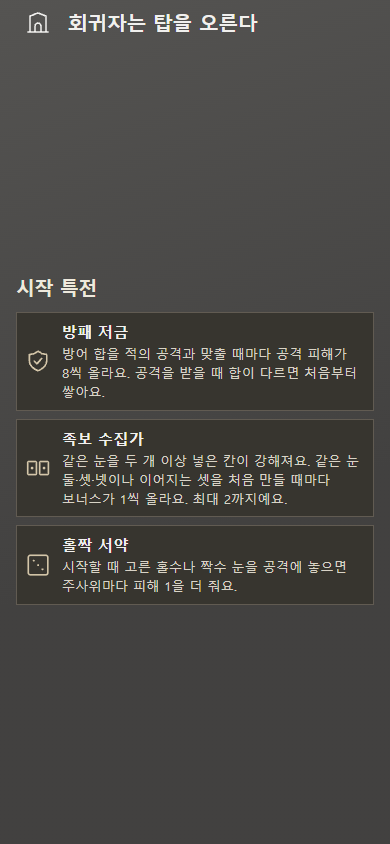 회귀자는 탑을 오른다
시작 특전
방패 저금
방어 합을 적의 공격과 맞출 때마다 공격 피해가
8씩 올라요. 공격을 받을 때 합이 다르면 처음부터
쌓아요.
족보 수집가
같은 눈을 두 개 이상 넣은 칸이 강해져요. 같은 눈
둘·셋·넷이나 이어지는 셋을 처음 만들 때마다
보너스가 1씩 올라요. 최대 2까지예요.
홀짝 서약
시작할 때 고른 홀수나 짝수 눈을 공격에 놓으면
주사위마다 피해 1을 더 줘요.